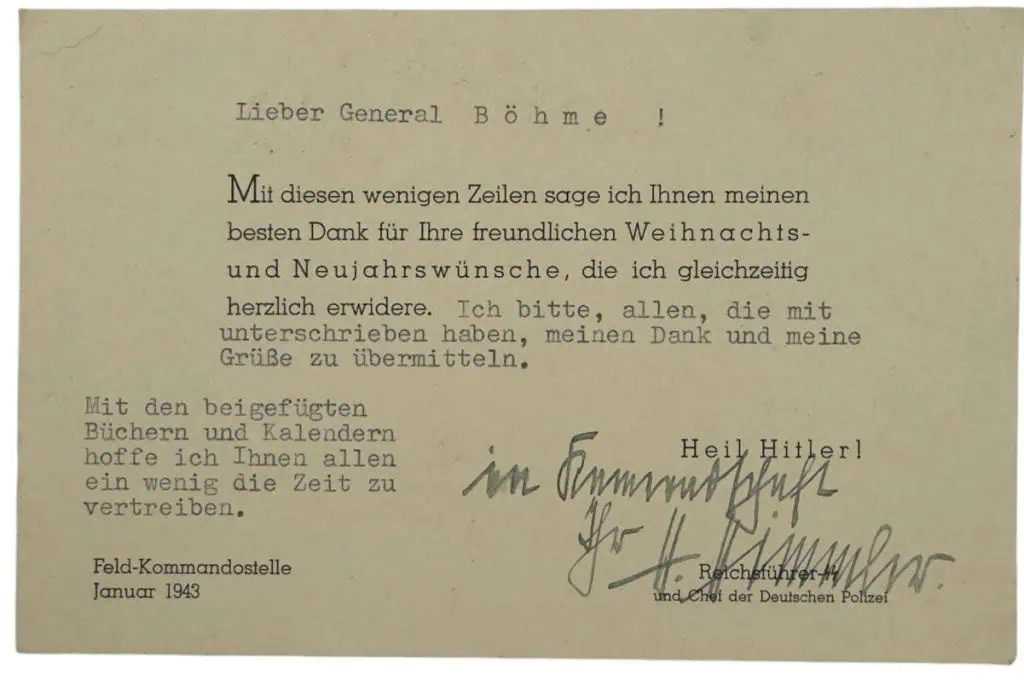 Lieber General Böhme !
Mit diesen wenigen Zeilen sage ich Ihnen meinen
besten Dank für Ihre freundlichen Weihnachts-
und Neujahrswünsche, die ich gleichzeitig
herzlich erwidere. Ich bitte, allen, die mit
unterschrieben haben, meinen Dank und meine
Grüße zu übermitteln.
Mit den beigefügten
Büchern und Kalendern
hoffe ich Ihnen allen
ein wenig die Zeit zu
vertreiben.
Heil Hitler!
in Kameradschaft
Ihr H. Himmler.
Reichsführer-SS
und Chef der Deutschen Polizei
Feld-Kommandostelle
Januar 1943